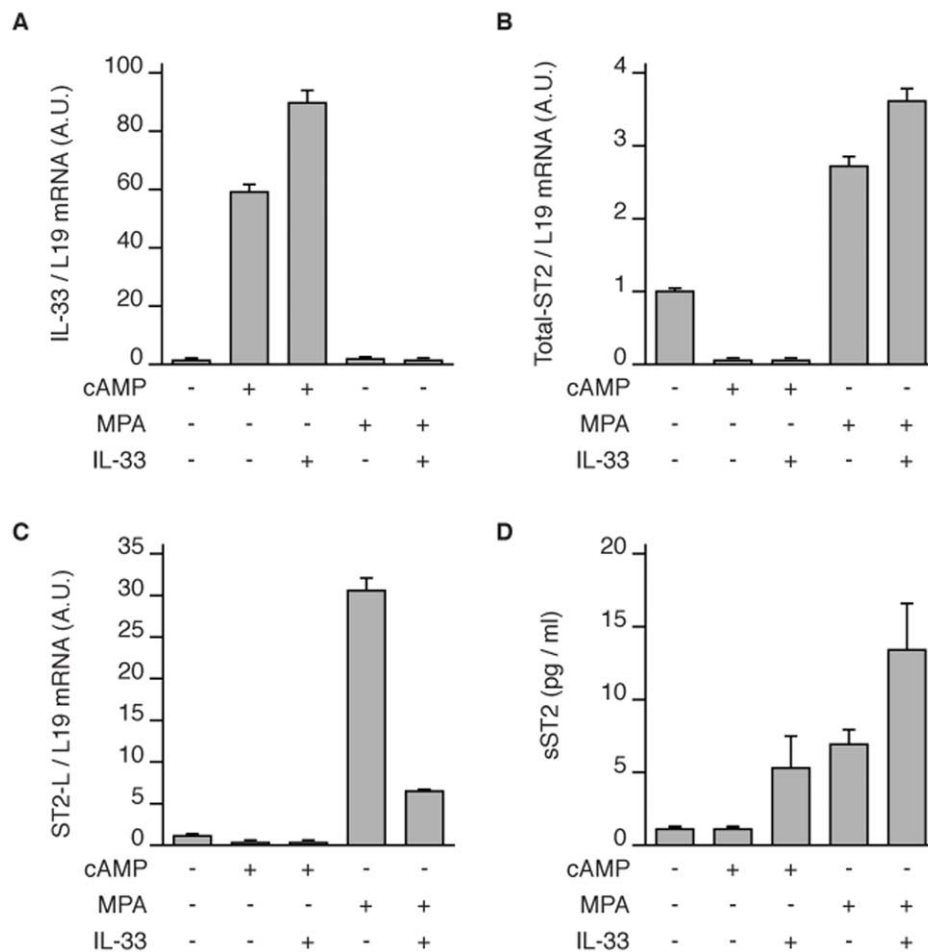 A
IL-33 / L19 mRNA (A.U.)
100
80
60
40
20
0
cAMP - + + - -
MPA - - - + +
IL-33 - - + - +
B
Total-ST2 / L19 mRNA (A.U.)
4
3
2
1
0
cAMP - + + - -
MPA - - - + +
IL-33 - - + - +
C
ST2-L / L19 mRNA (A.U.)
35
30
25
20
15
10
5
0
cAMP - + + - -
MPA - - - + +
IL-33 - - + - +
D
sST2 (pg / ml)
20
15
10
5
0
cAMP - + + - -
MPA - - - + +
IL-33 - - + - +